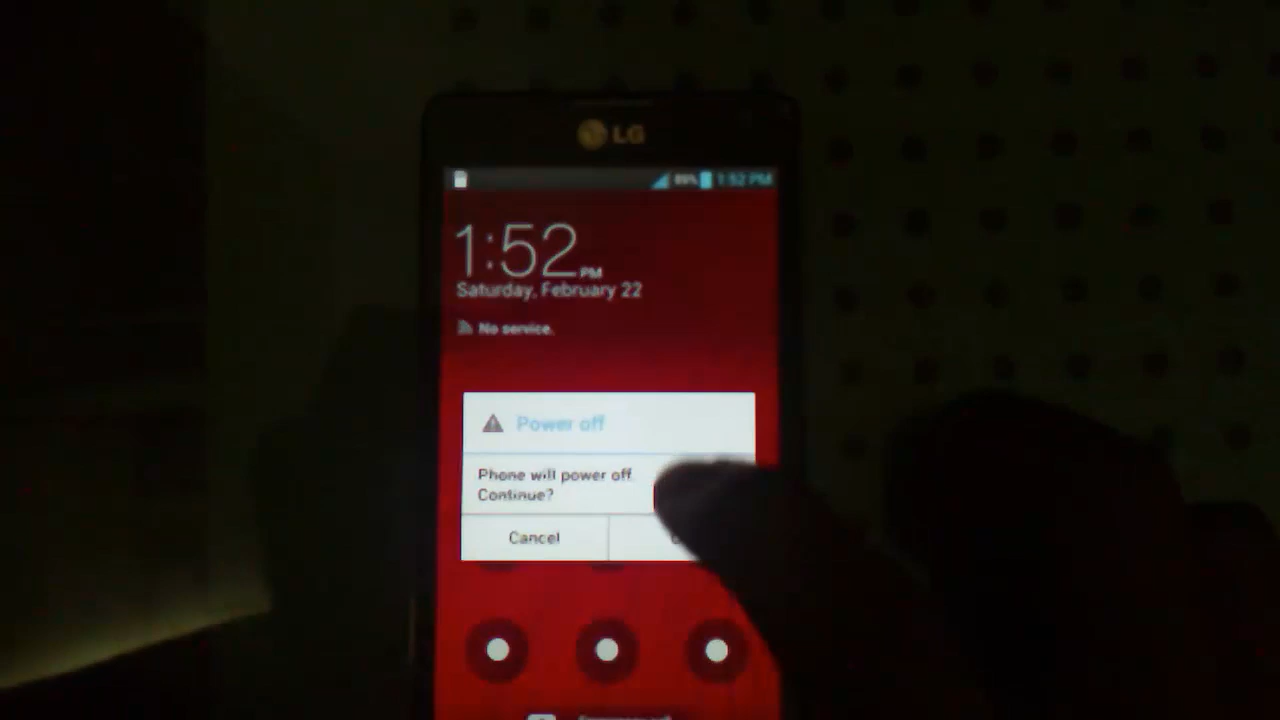 LG
1:52 PM
1:52 PM
Saturday, February 22
No service.
Power off
Phone will power off.
Continue?
Cancel